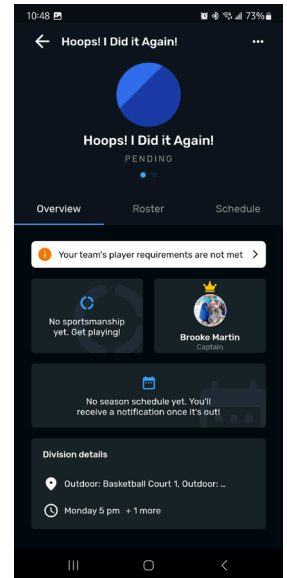 10:48
73%
Hoops! I Did it Again!
Hoops! I Did it Again!
PENDING
Overview Roster Schedule
Your team's player requirements are not met
No sportsmanship
yet. Get playing!
Brooke Martin
Captain
No season schedule yet. You'll
receive a notification once it's out!
Division details
Outdoor: Basketball Court 1, Outdoor: ...
Monday 5 pm + 1 more